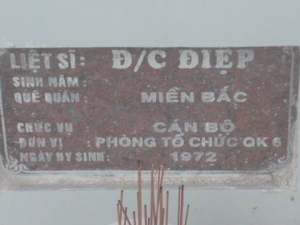 LIỆT SĨ : Đ/C ĐIỆP
SINH NĂM :
QUÊ QUÁN : MIỀN BẮC
CHỨC VỤ : CÁN BỘ
ĐƠN VỊ : PHÒNG TỔ CHỨC QK 6
NGÀY HY SINH : 1972